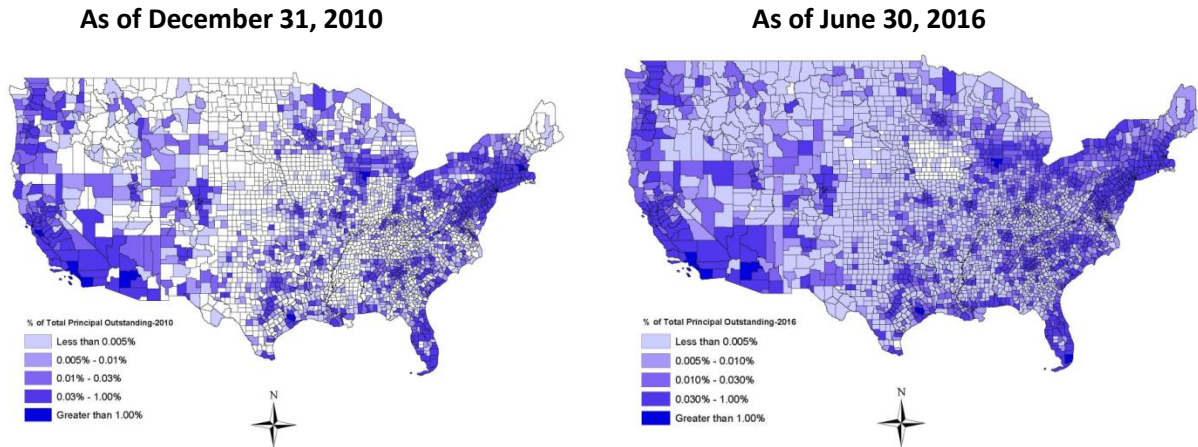 As of December 31, 2010
As of June 30, 2016
% of Total Principal Outstanding-2010
Less than 0.005%
0.005% - 0.01%
0.01% - 0.03%
0.03% - 1.00%
Greater than 1.00%
N
% of Total Principal Outstanding-2016
Less than 0.005%
0.005% - 0.010%
0.010% - 0.030%
0.030% - 1.00%
Greater than 1.00%
N